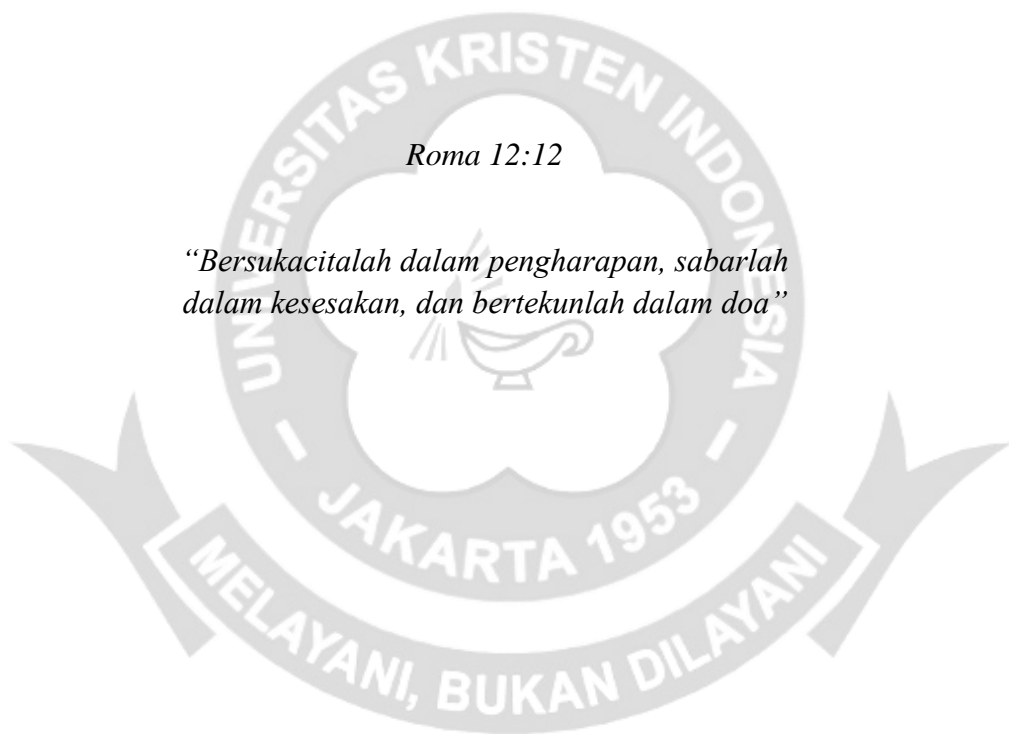 UNIVERSITAS KRISTEN INDONESIA
Roma 12:12
“Bersukacitalah dalam pengharapan, sabarlah
dalam kesesakan, dan bertekunlah dalam doa”
JAKARTA 1953
MELAYANI, BUKAN DILAYANI